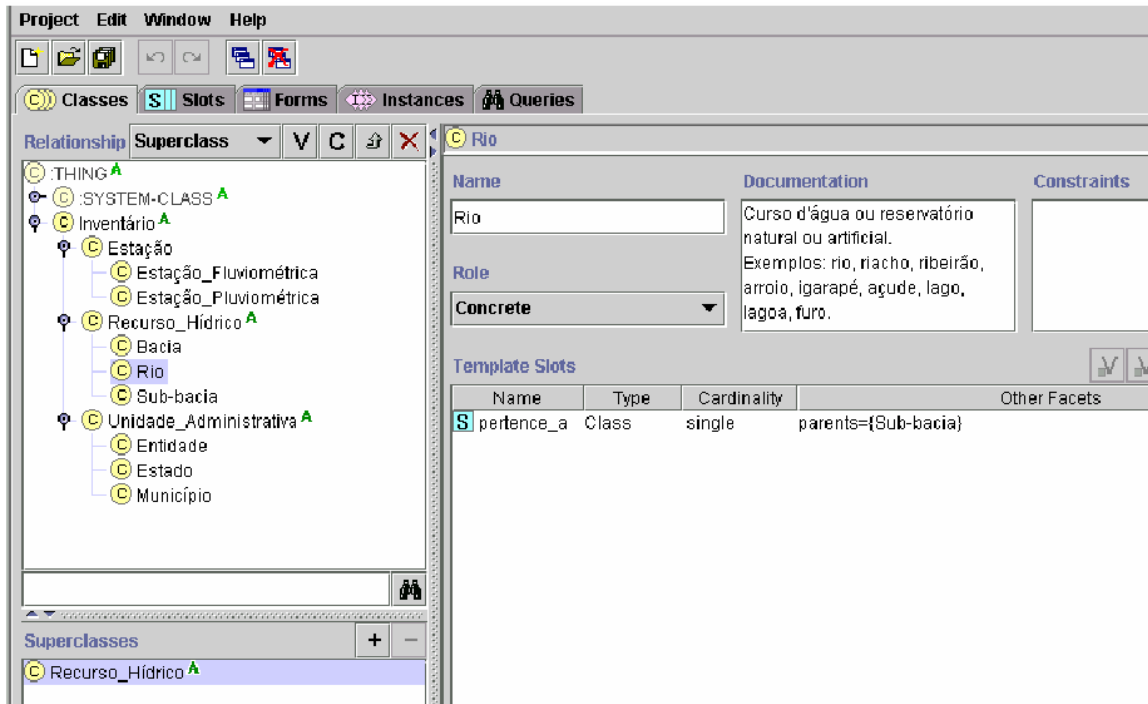 Project Edit Window Help
Classes S Slots Forms Instances Queries
Relationship Superclass V C
C :THING A
C :SYSTEM-CLASS A
C Inventário A
C Estação
C Estação_Fluviométrica
C Estação_Pluviométrica
C Recurso_Hídrico A
C Bacia
C Rio
C Sub-bacia
C Unidade_Administrativa A
C Entidade
C Estado
C Município
Superclasses + −
C Recurso_Hídrico A
C Rio
Name
Rio
Role
Concrete
Documentation
Curso d'água ou reservatório
natural ou artificial.
Exemplos: rio, riacho, ribeirão,
arroio, igarapé, açude, lago,
lagoa, furo.
Constraints
Template Slots
Name Type Cardinality Other Facets
S pertence_a Class single parents={Sub-bacia}